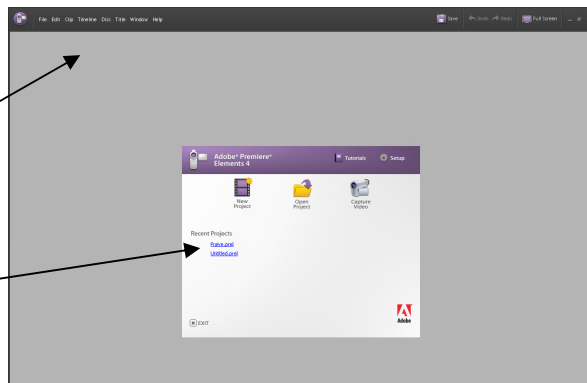 File Edit Clip Timeline Disc Title Window Help
Save Undo Redo Full Screen
Adobe® Premiere®
Elements 4
Tutorials Setup
New
Project
Open
Project
Capture
Video
Recent Projects
Prøve.prel
Untitled.prel
EXIT
Adobe